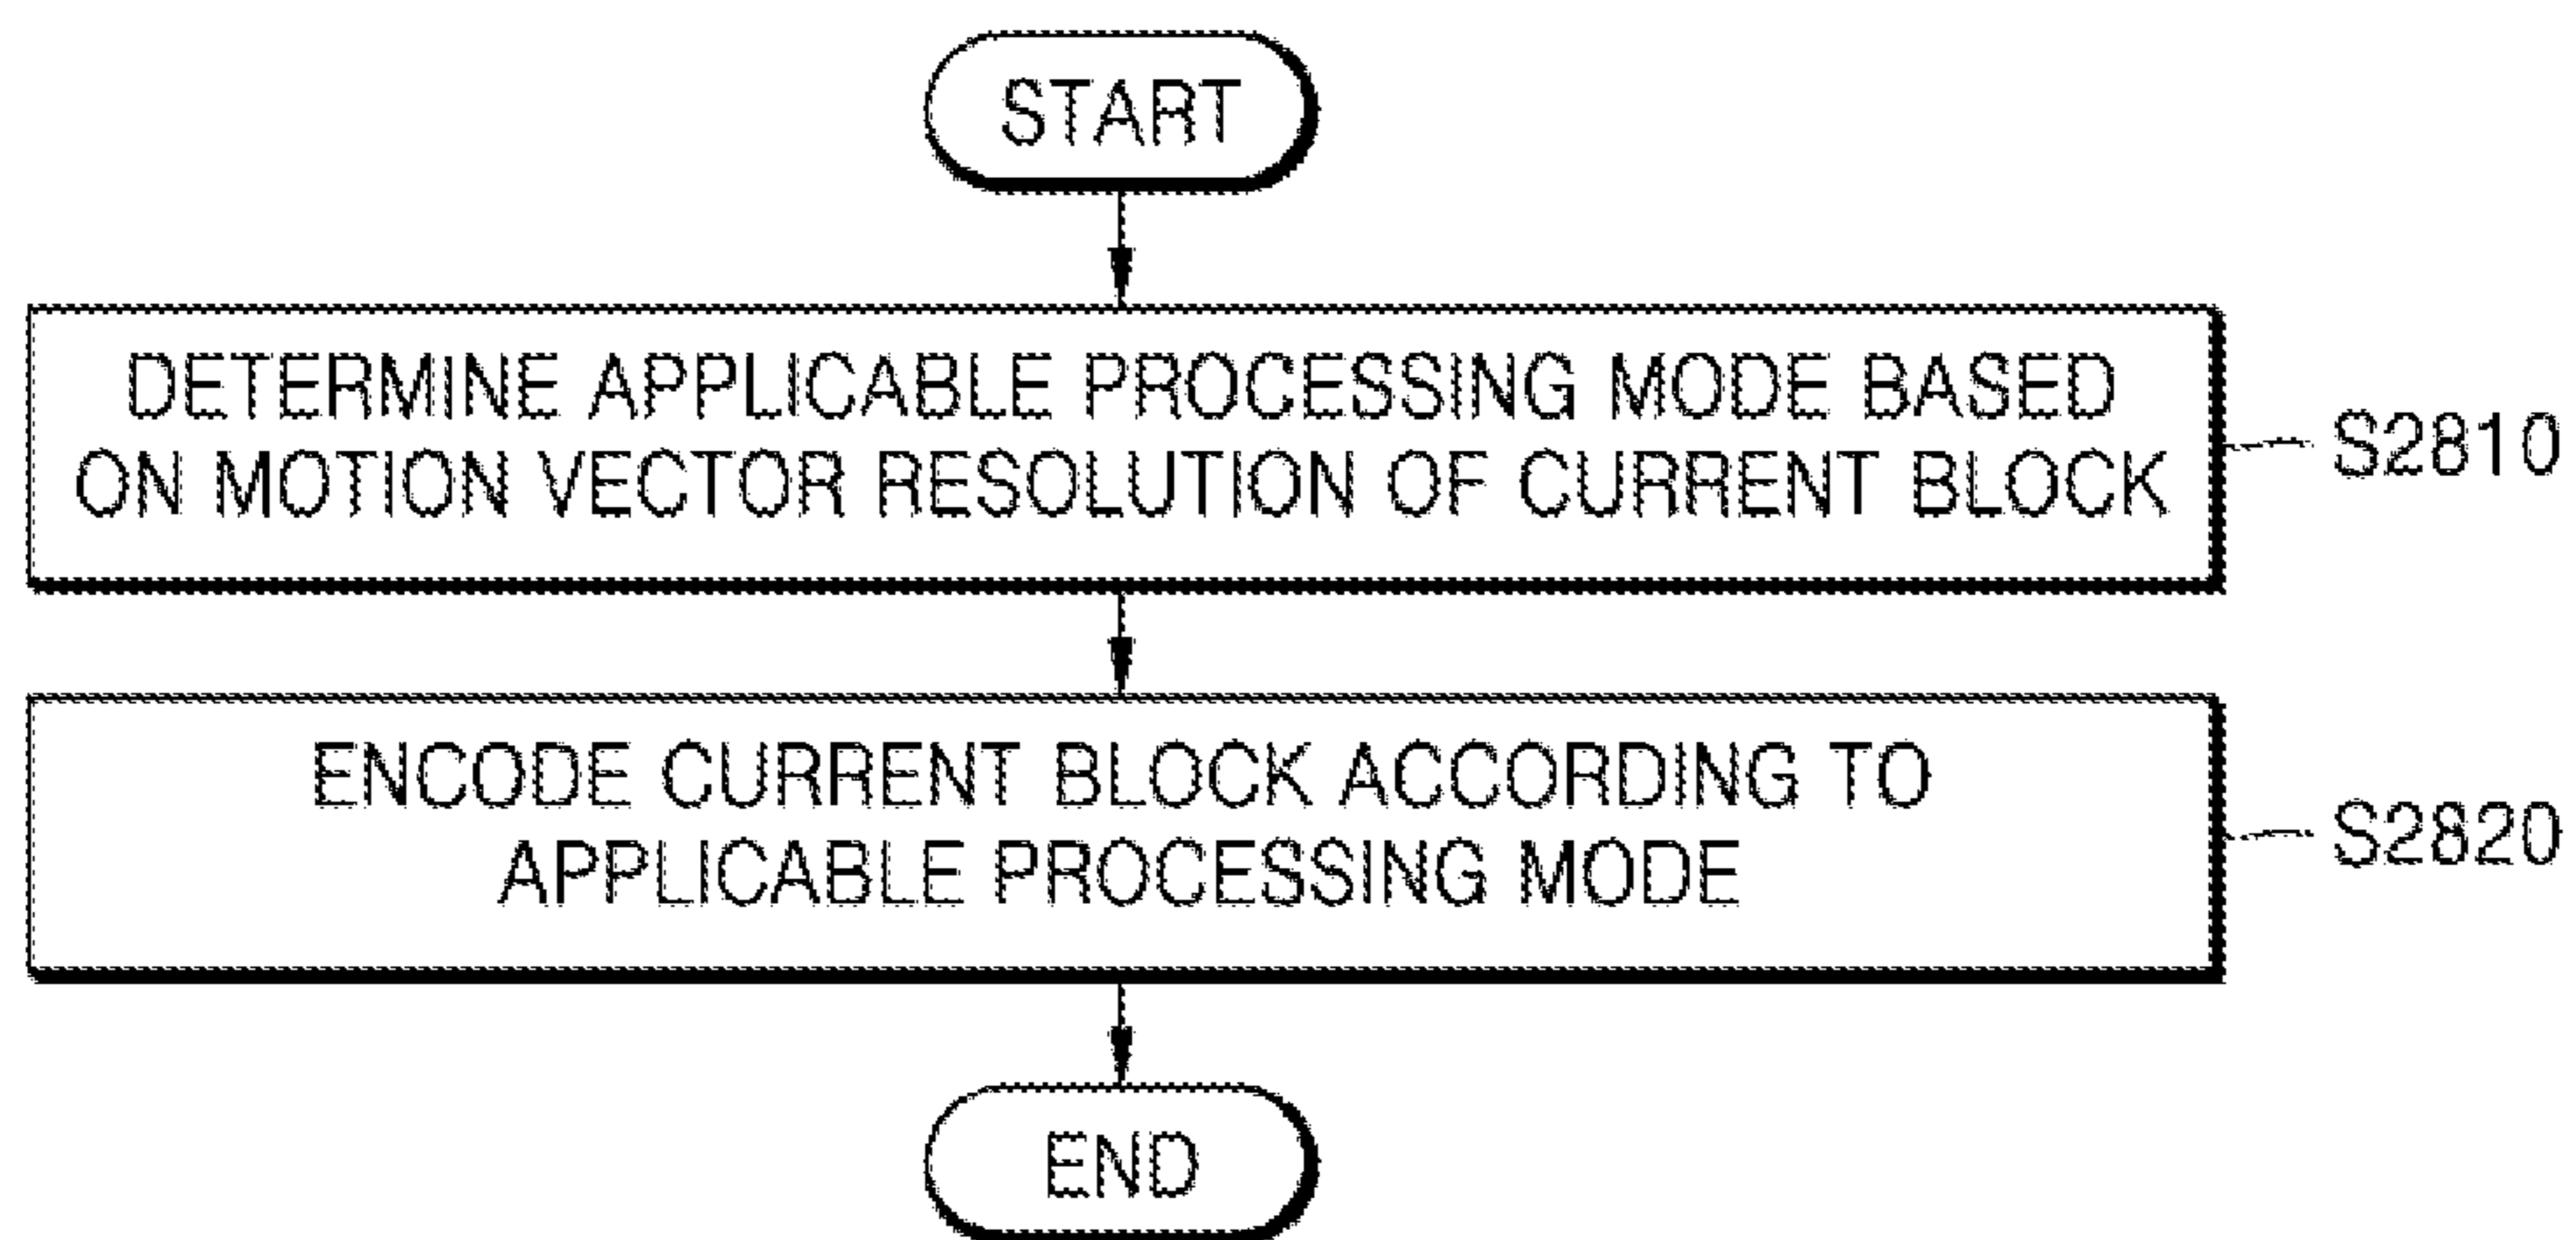 START
DETERMINE APPLICABLE PROCESSING MODE BASED
ON MOTION VECTOR RESOLUTION OF CURRENT BLOCK
S2810
ENCODE CURRENT BLOCK ACCORDING TO
APPLICABLE PROCESSING MODE
S2820
END